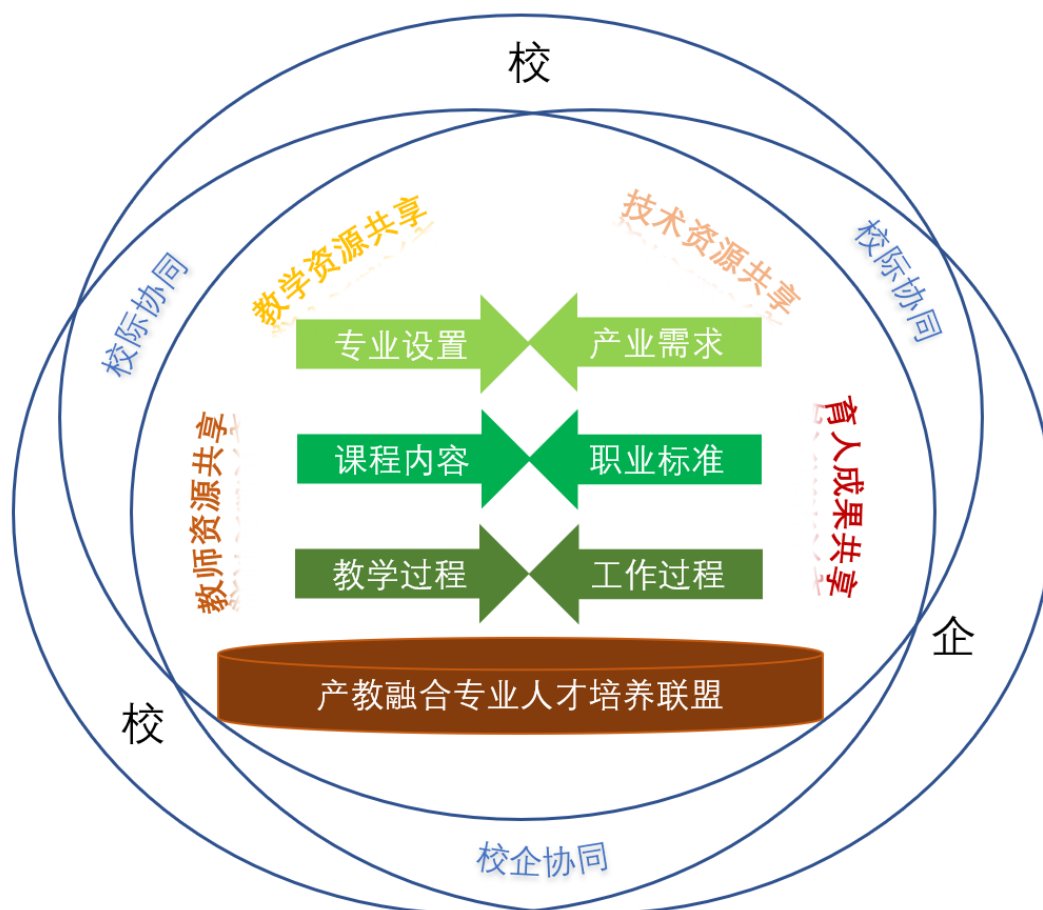 校
教学资源共享
技术资源共享
校际协同
校际协同
专业设置
产业需求
教师资源共享
育人成果共享
课程内容
职业标准
教学过程
工作过程
企
产教融合专业人才培养联盟
校
校企协同